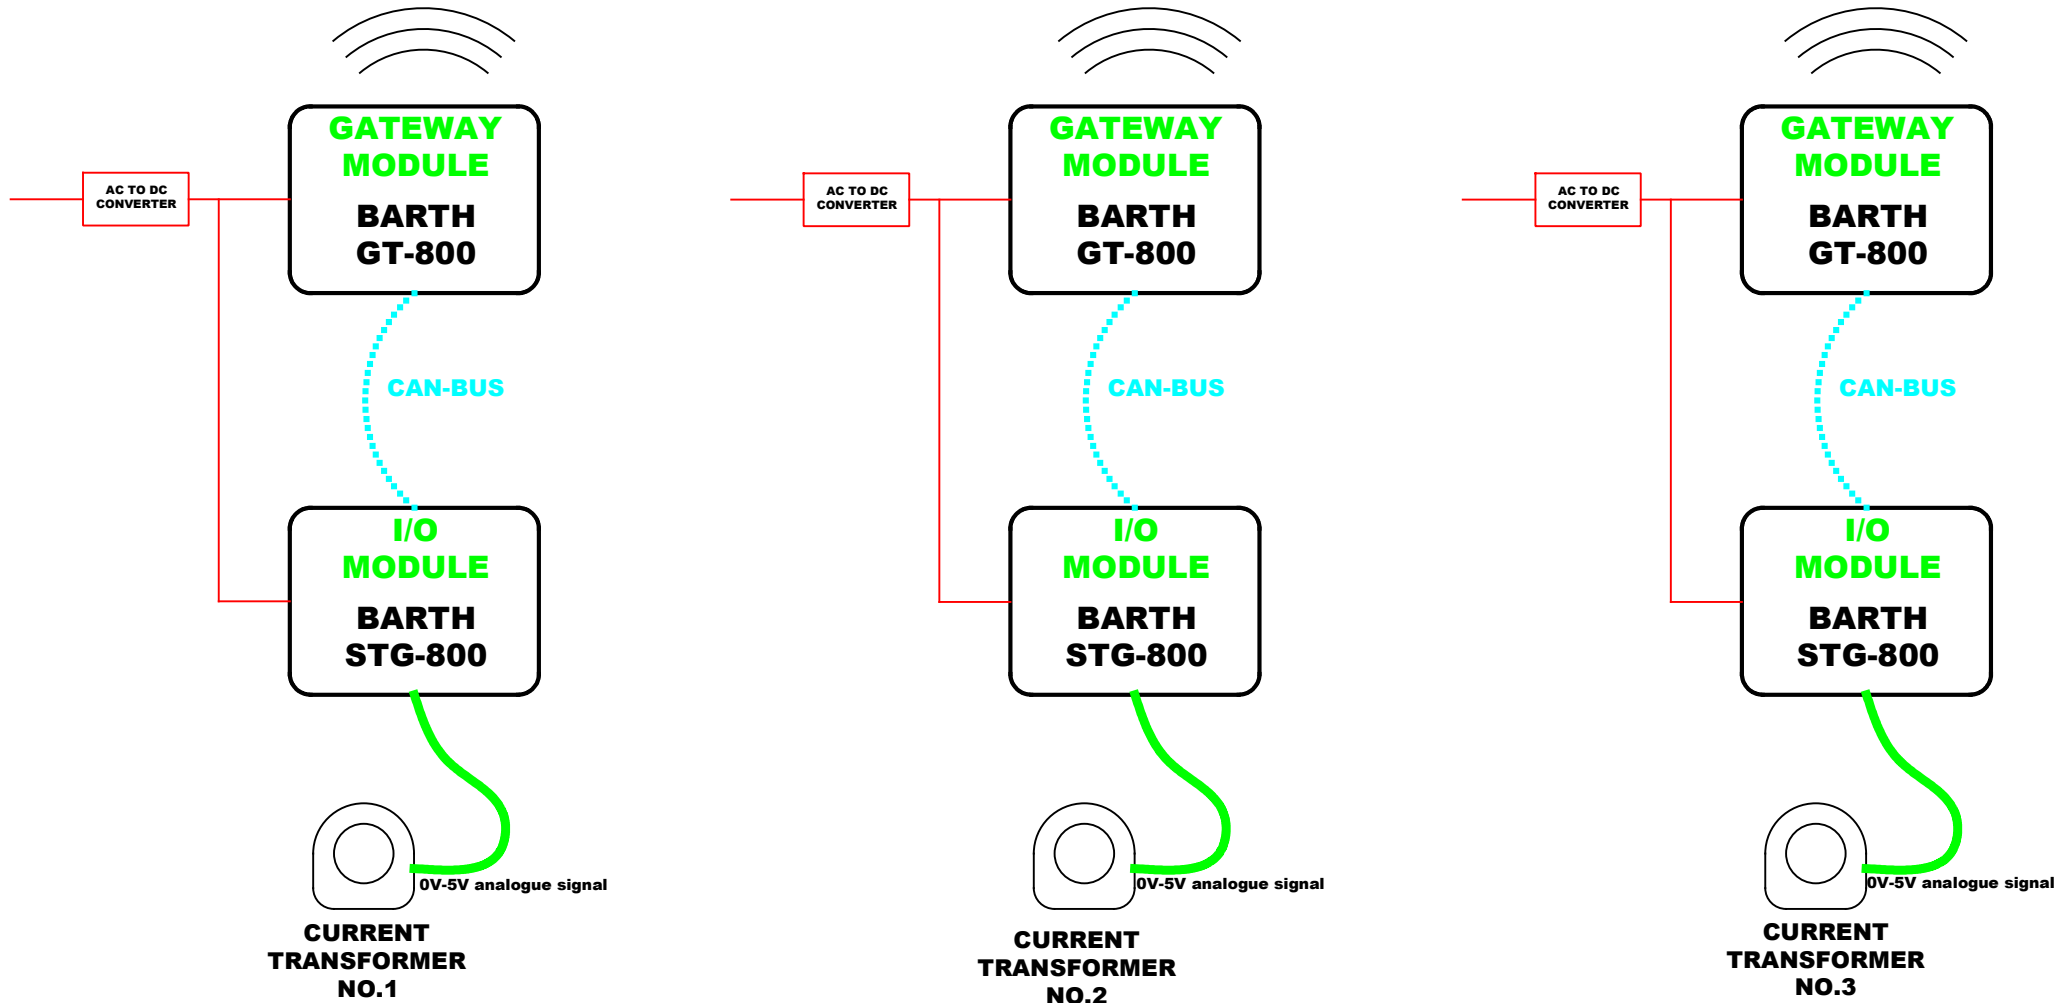 GATEWAY
MODULE
BARTH
GT-800
AC TO DC
CONVERTER
CAN-BUS
I/O
MODULE
BARTH
STG-800
0V-5V analogue signal
CURRENT
TRANSFORMER
NO.1
GATEWAY
MODULE
BARTH
GT-800
AC TO DC
CONVERTER
CAN-BUS
I/O
MODULE
BARTH
STG-800
0V-5V analogue signal
CURRENT
TRANSFORMER
NO.2
GATEWAY
MODULE
BARTH
GT-800
AC TO DC
CONVERTER
CAN-BUS
I/O
MODULE
BARTH
STG-800
0V-5V analogue signal
CURRENT
TRANSFORMER
NO.3